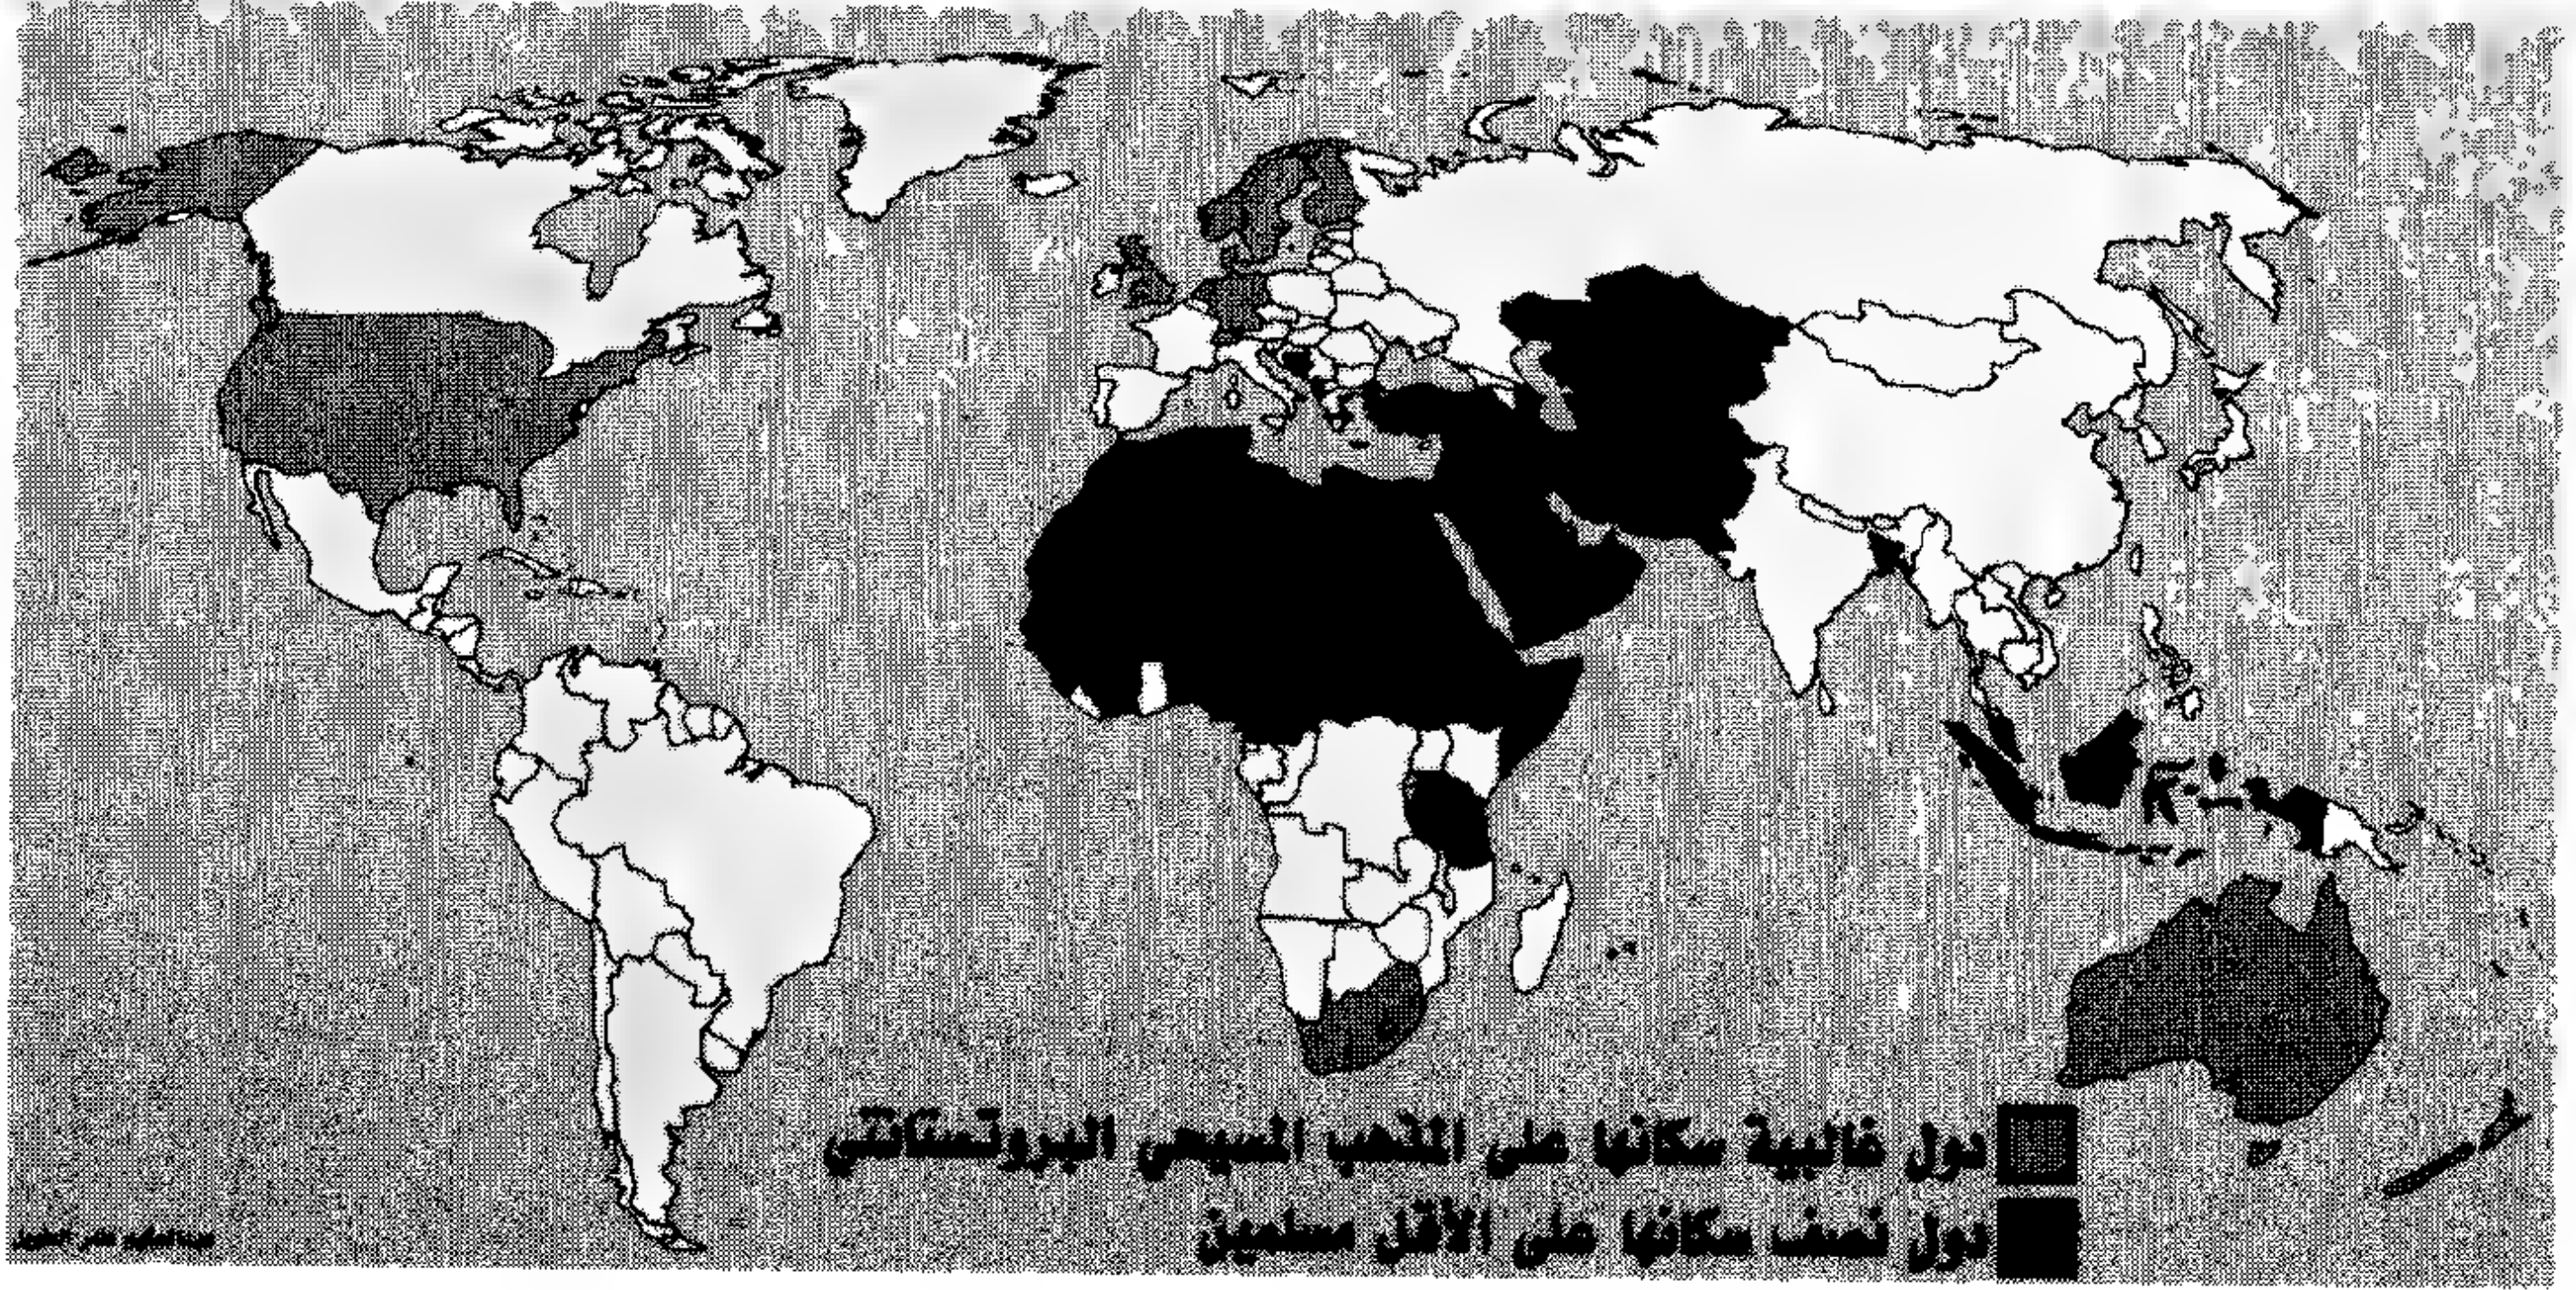 دول غالبية سكانها على المذهب المسيحي البروتستانتي
دول نصف سكانها على الأقل مسلمين